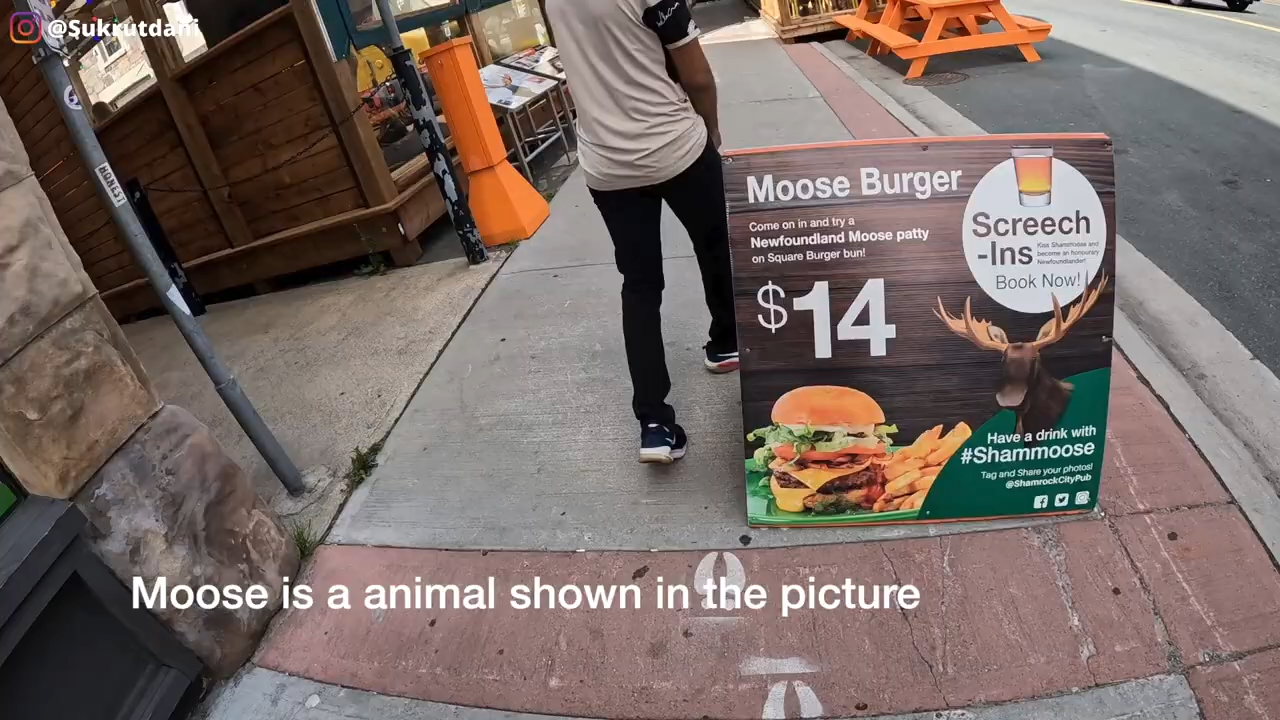 @Sukrutdani
HONEST
Moose Burger
Come on in and try a
Newfoundland Moose patty
on Square Burger bun!
$14
Screech
-Ins
Kiss Shammoose and
become an honourary
Newfoundlander!
Book Now!
Have a drink with
#Shammoose
Tag and Share your photos!
@ShamrockCityPub
Moose is a animal shown in the picture